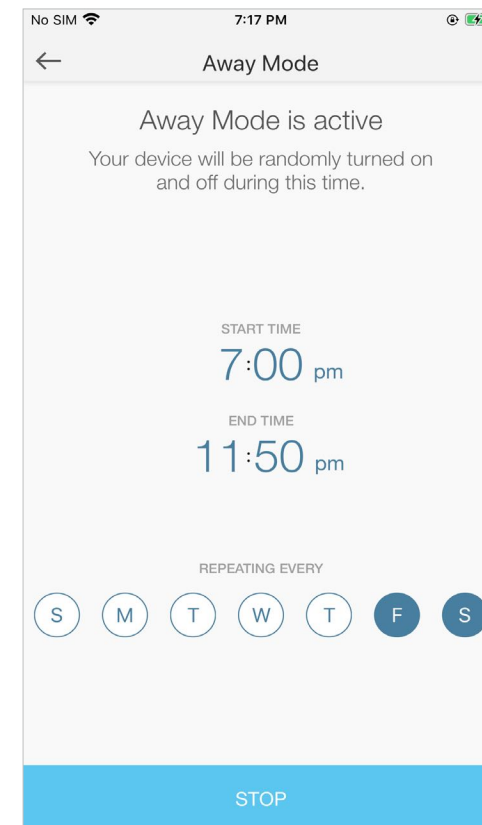 No SIM 7:17 PM
Away Mode
Away Mode is active
Your device will be randomly turned on
and off during this time.
START TIME
7:00 pm
END TIME
11:50 pm
REPEATING EVERY
S M T W T F S
STOP